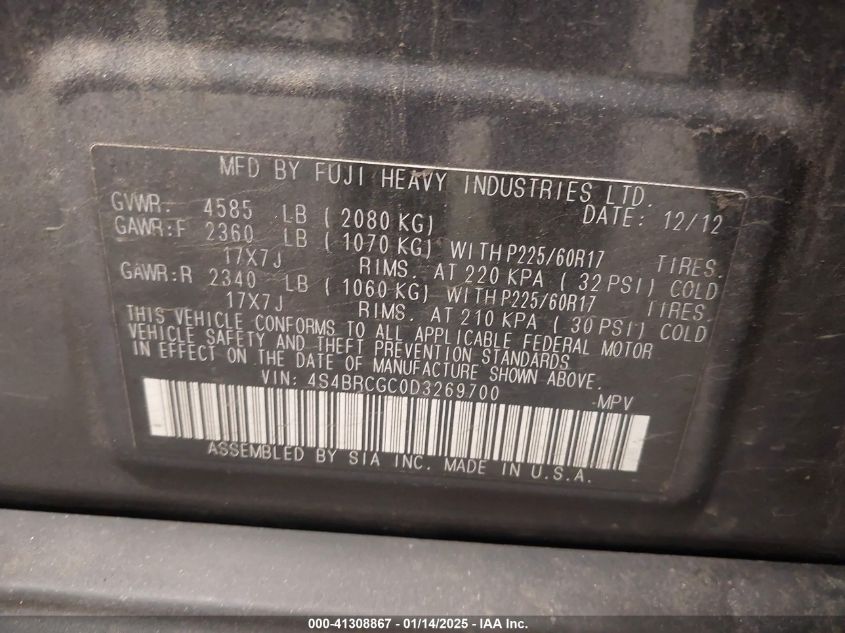 MFD BY FUJI HEAVY INDUSTRIES LTD.
DATE: 12/12
GVWR: 4585 LB ( 2080 KG)
GAWR:F 2360 LB ( 1070 KG) WITH P225/60R17 TIRES.
17X7J RIMS. AT 220 KPA ( 32 PSI) COLD
GAWR:R 2340 LB ( 1060 KG) WITH P225/60R17 TIRES.
17X7J RIMS. AT 210 KPA ( 30 PSI) COLD
THIS VEHICLE CONFORMS TO ALL APPLICABLE FEDERAL MOTOR
VEHICLE SAFETY AND THEFT PREVENTION STANDARDS
IN EFFECT ON THE DATE OF MANUFACTURE SHOWN ABOVE.
VIN: 4S4BRCGC0D3269700 -MPV
ASSEMBLED BY SIA INC. MADE IN U.S.A.
000-41308867 - 01/14/2025 - IAA Inc.